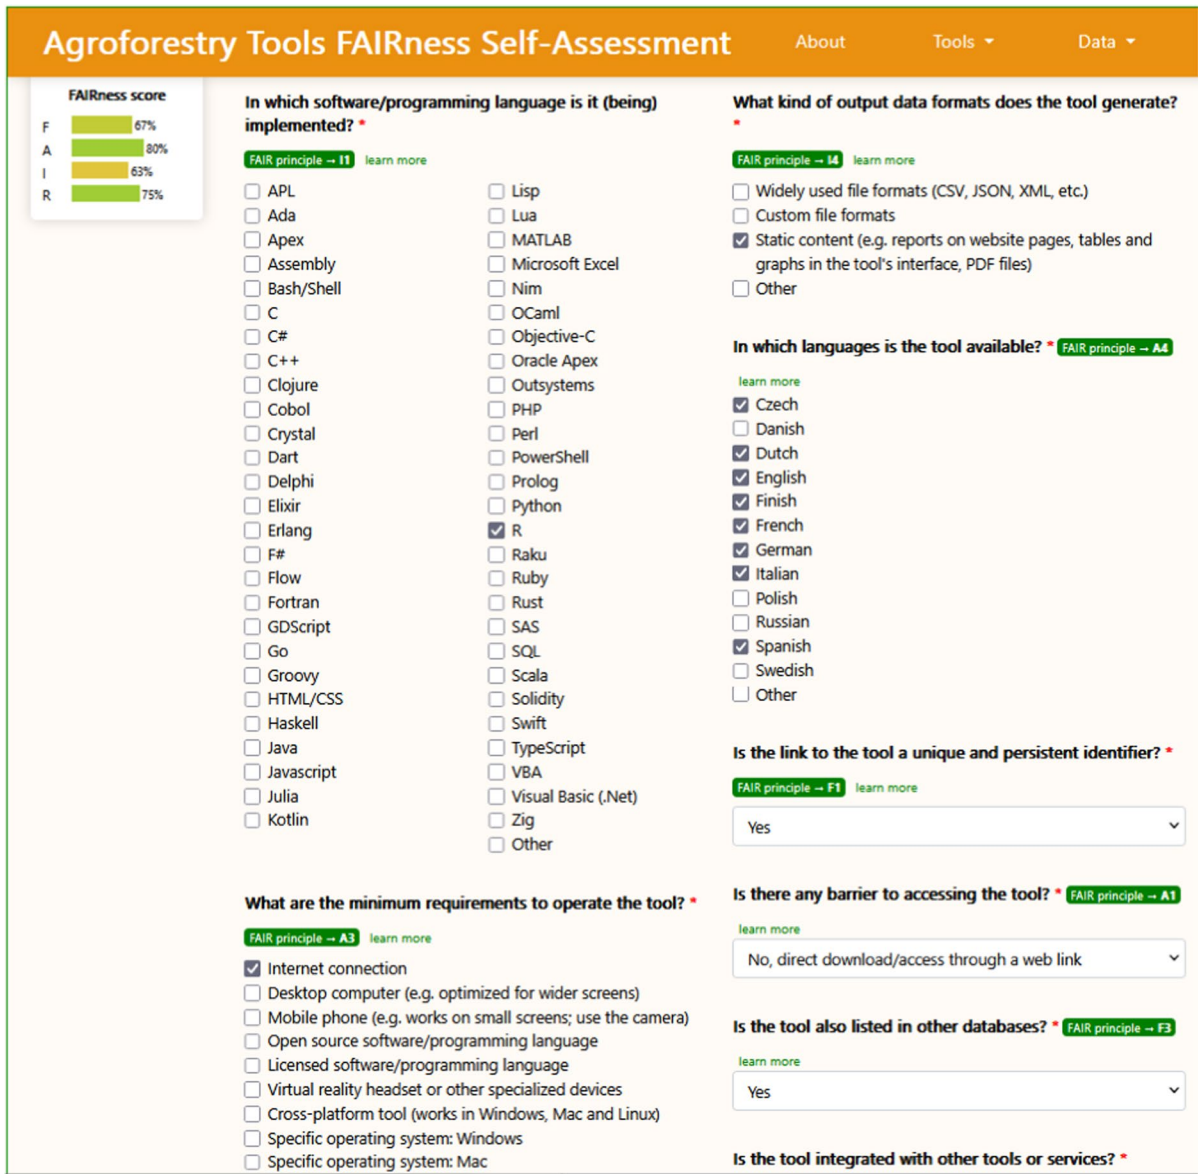 Agroforestry Tools FAIRness Self-Assessment
About
Tools
Data
FAIRness score
F 67%
A 80%
I 63%
R 75%
In which software/programming language is it (being)
implemented? *
FAIR principle → I1 learn more
APL
Ada
Apex
Assembly
Bash/Shell
C
C#
C++
Clojure
Cobol
Crystal
Dart
Delphi
Elixir
Erlang
F#
Flow
Fortran
GDScript
Go
Groovy
HTML/CSS
Haskell
Java
Javascript
Julia
Kotlin
Lisp
Lua
MATLAB
Microsoft Excel
Nim
OCaml
Objective-C
Oracle Apex
Outsystems
PHP
Perl
PowerShell
Prolog
Python
R
Raku
Ruby
Rust
SAS
SQL
Scala
Solidity
Swift
TypeScript
VBA
Visual Basic (.Net)
Zig
Other
What are the minimum requirements to operate the tool? *
FAIR principle → A3 learn more
Internet connection
Desktop computer (e.g. optimized for wider screens)
Mobile phone (e.g. works on small screens; use the camera)
Open source software/programming language
Licensed software/programming language
Virtual reality headset or other specialized devices
Cross-platform tool (works in Windows, Mac and Linux)
Specific operating system: Windows
Specific operating system: Mac
What kind of output data formats does the tool generate?
*
FAIR principle → I4 learn more
Widely used file formats (CSV, JSON, XML, etc.)
Custom file formats
Static content (e.g. reports on website pages, tables and
graphs in the tool's interface, PDF files)
Other
In which languages is the tool available? * FAIR principle → A4
learn more
Czech
Danish
Dutch
English
Finish
French
German
Italian
Polish
Russian
Spanish
Swedish
Other
Is the link to the tool a unique and persistent identifier? *
FAIR principle → F1 learn more
Yes
Is there any barrier to accessing the tool? * FAIR principle → A1
learn more
No, direct download/access through a web link
Is the tool also listed in other databases? * FAIR principle → F3
learn more
Yes
Is the tool integrated with other tools or services? *